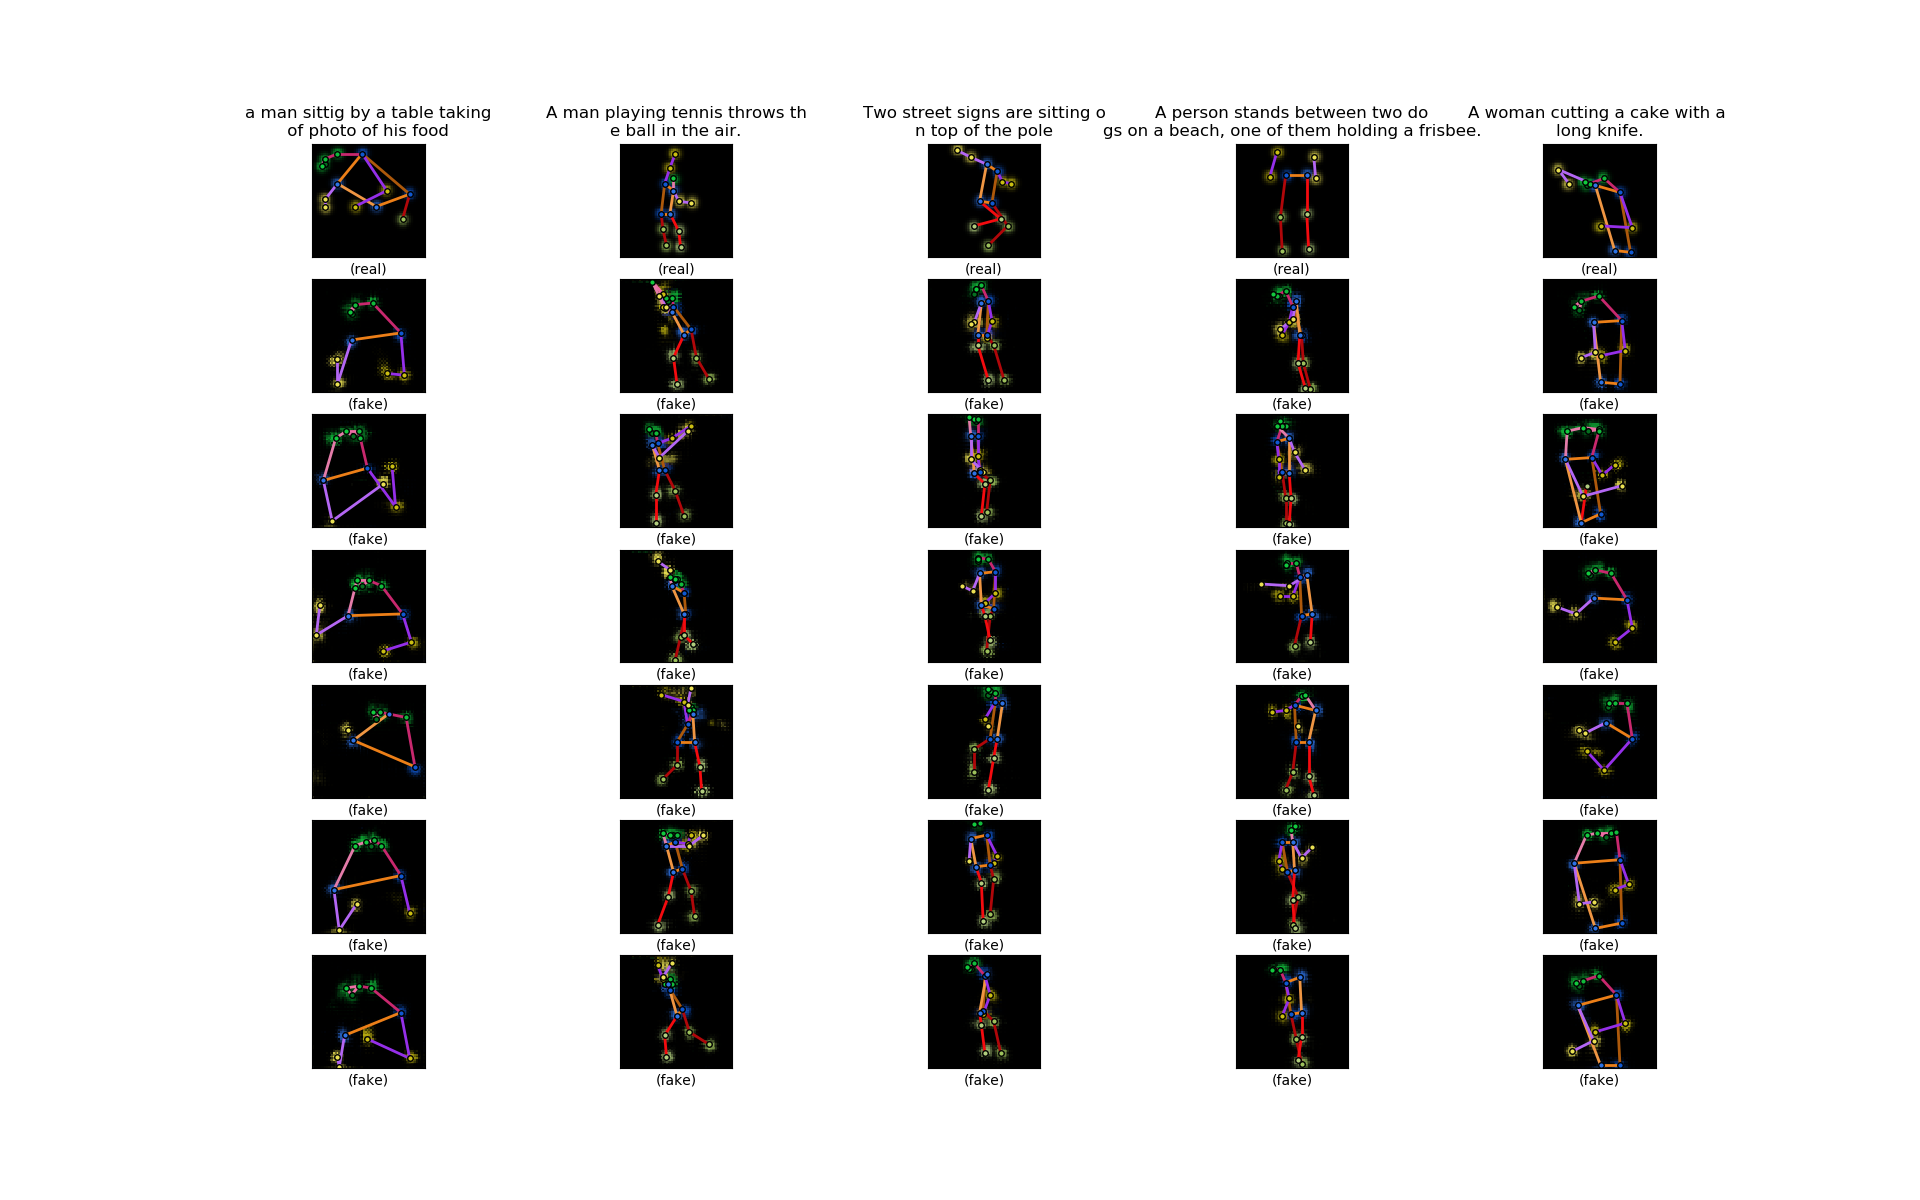 a man sittig by a table taking
of photo of his food
A man playing tennis throws th
e ball in the air.
Two street signs are sitting o
n top of the pole
A person stands between two do
gs on a beach, one of them holding a frisbee.
A woman cutting a cake with a
long knife.
(real) (real) (real) (real) (real)
(fake) (fake) (fake) (fake) (fake)
(fake) (fake) (fake) (fake) (fake)
(fake) (fake) (fake) (fake) (fake)
(fake) (fake) (fake) (fake) (fake)
(fake) (fake) (fake) (fake) (fake)
(fake) (fake) (fake) (fake) (fake)